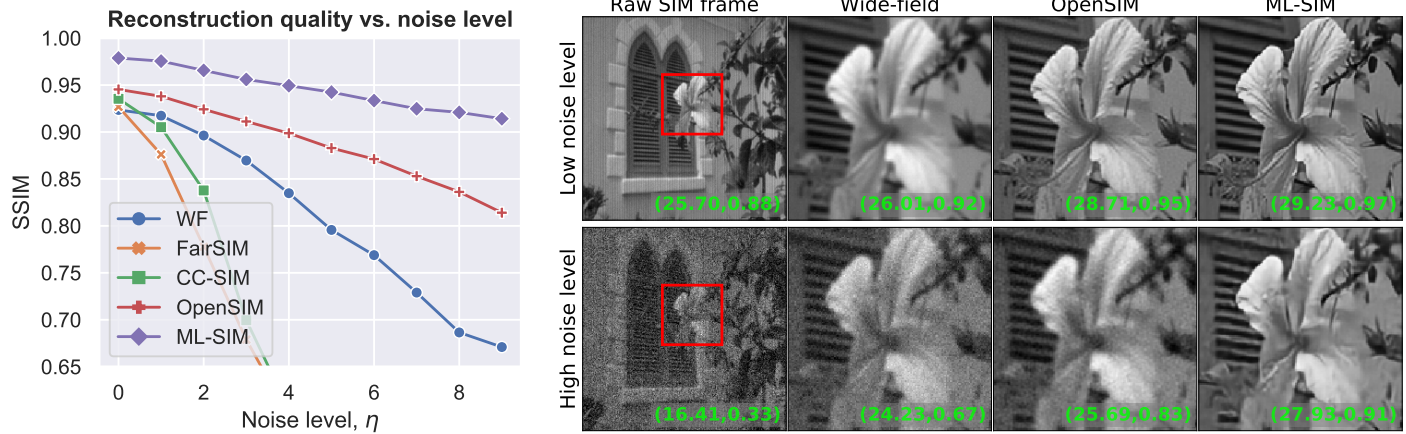 Reconstruction quality vs. noise level
1.00
0.95
0.90
0.85
0.80
0.75
0.70
0.65
SSIM
WF
FairSIM
CC-SIM
OpenSIM
ML-SIM
0 2 4 6 8
Noise level, η
Raw SIM frame Wide-field OpenSIM ML-SIM
Low noise level
(25.70,0.88) (26.01,0.92) (28.71,0.95) (29.23,0.97)
High noise level
(16.41,0.33) (24.23,0.67) (25.69,0.83) (27.93,0.91)